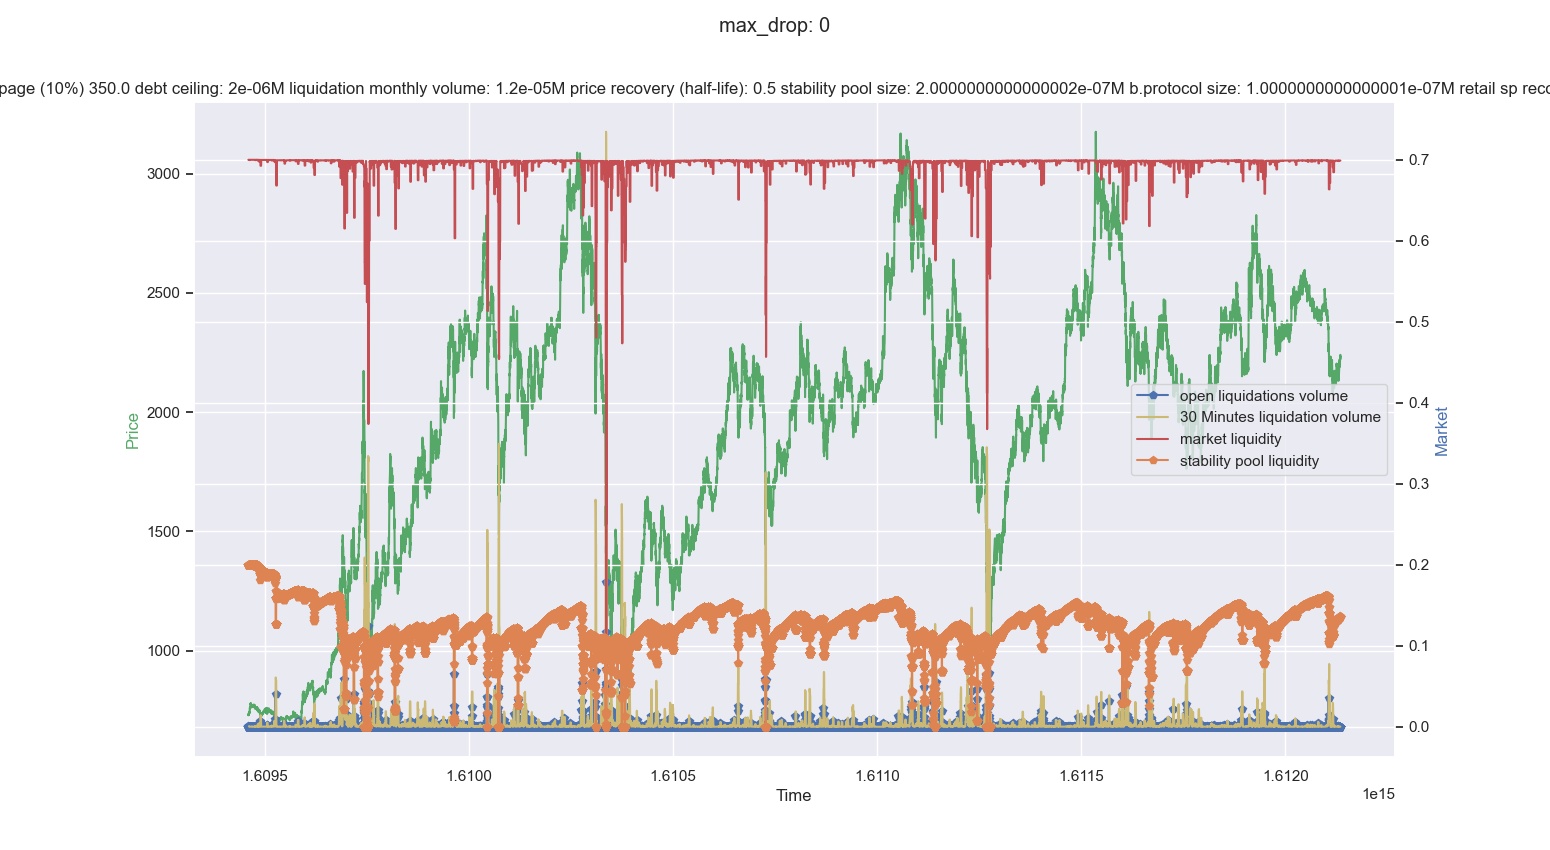 max_drop: 0
page (10%) 350.0 debt ceiling: 2e-06M liquidation monthly volume: 1.2e-05M price recovery (half-life): 0.5 stability pool size: 2.0000000000000002e-07M b.protocol size: 1.0000000000000001e-07M retail sp
3000
2500
2000
1500
1000
Price
0.7
0.6
0.5
0.4
0.3
0.2
0.1
0.0
Market
open liquidations volume
30 Minutes liquidation volume
market liquidity
stability pool liquidity
1.6095
1.6100
1.6105
1.6110
1.6115
1.6120
1e15
Time